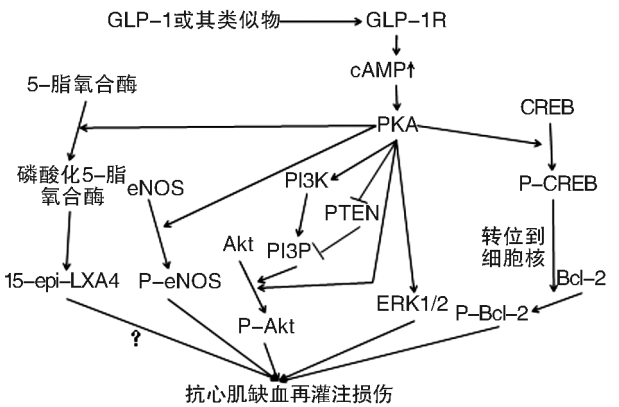 GLP-1或其类似物
GLP-1R
cAMP↑
5-脂氧合酶
CREB
PKA
磷酸化5-脂
氧合酶
eNOS
PI3K
P-CREB
PTEN
Akt
PI3P
转位到
细胞核
15-epi-LXA4
P-eNOS
Bcl-2
ERK1/2
P-Bcl-2
P-Akt
?
抗心肌缺血再灌注损伤